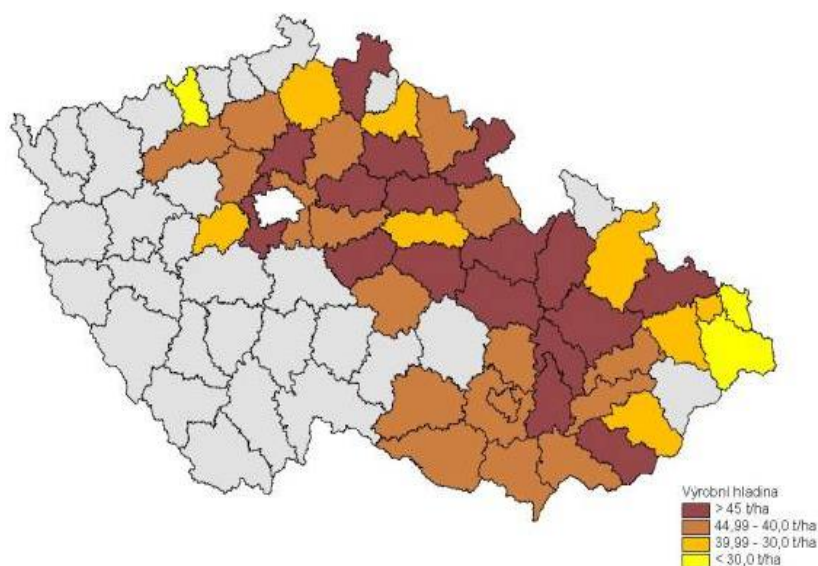 Výrobní hladina
> 45 t/ha
44,99 - 40,0 t/ha
39,99 - 30,0 t/ha
< 30,0 t/ha